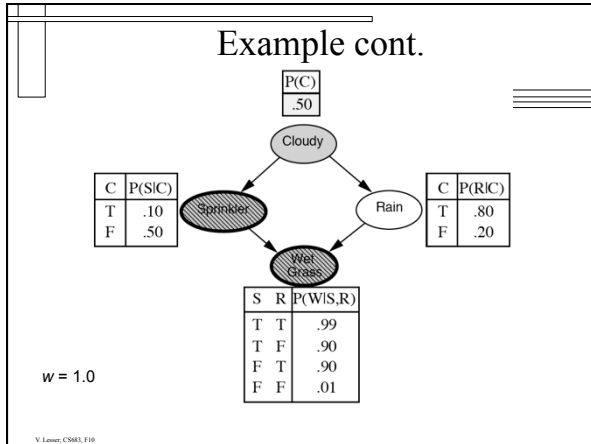 Example cont.
P(C)
.50
Cloudy
C P(S|C)
T .10
F .50
Sprinkler
Rain
C P(R|C)
T .80
F .20
Wet
Grass
S R P(W|S,R)
T T .99
T F .90
F T .90
F F .01
w = 1.0
V. Lesser; CS683, F10